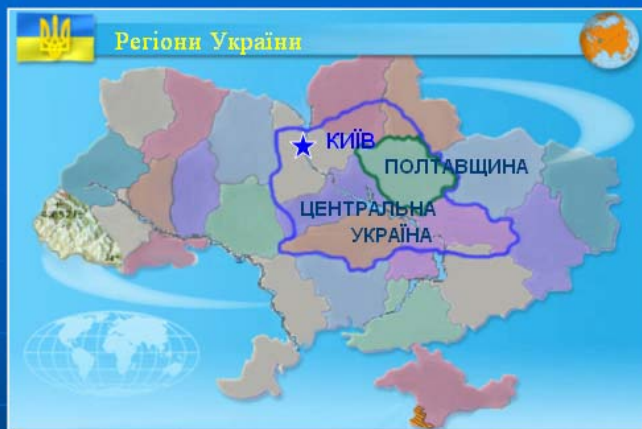 Регіони України
КИЇВ
ПОЛТАВЩИНА
ЦЕНТРАЛЬНА
УКРАЇНА